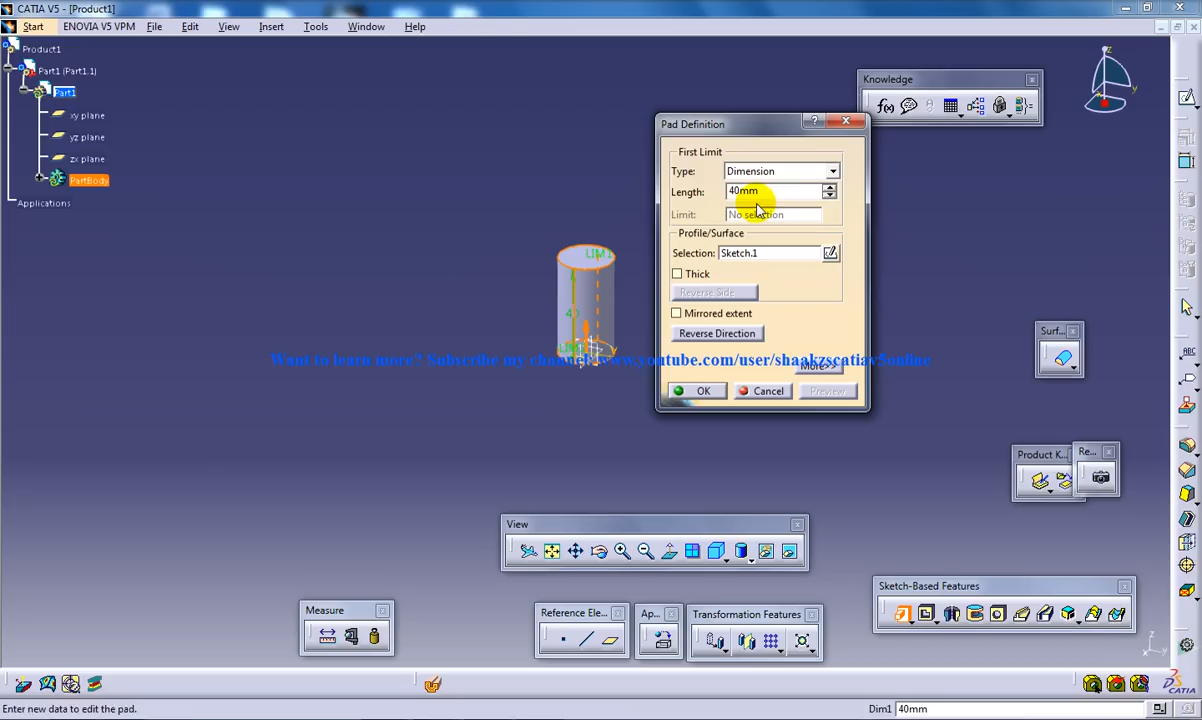 CATIA V5 - [Product1]
Start ENOVIA V5 VPM File Edit View Insert Tools Window Help
Product1
Part1 (Part1.1)
Part1
xy plane
yz plane
zx plane
PartBody
Applications
Knowledge
f(x)
z
y
Pad Definition
First Limit
Type: Dimension
Length: 40mm
Limit: No selection
Profile/Surface
Selection: Sketch.1
Thick
Reverse Side
Mirrored extent
Reverse Direction
More>>
OK Cancel Preview
LIM1
40
Want to learn more? Subscribe my channel: www.youtube.com/user/shaakzscatiav5online
Surf...
Product K...
Re...
View
Sketch-Based Features
Measure
Reference Ele...
Ap...
Transformation Features
ABC
Enter new data to edit the pad.
Dim1 40mm